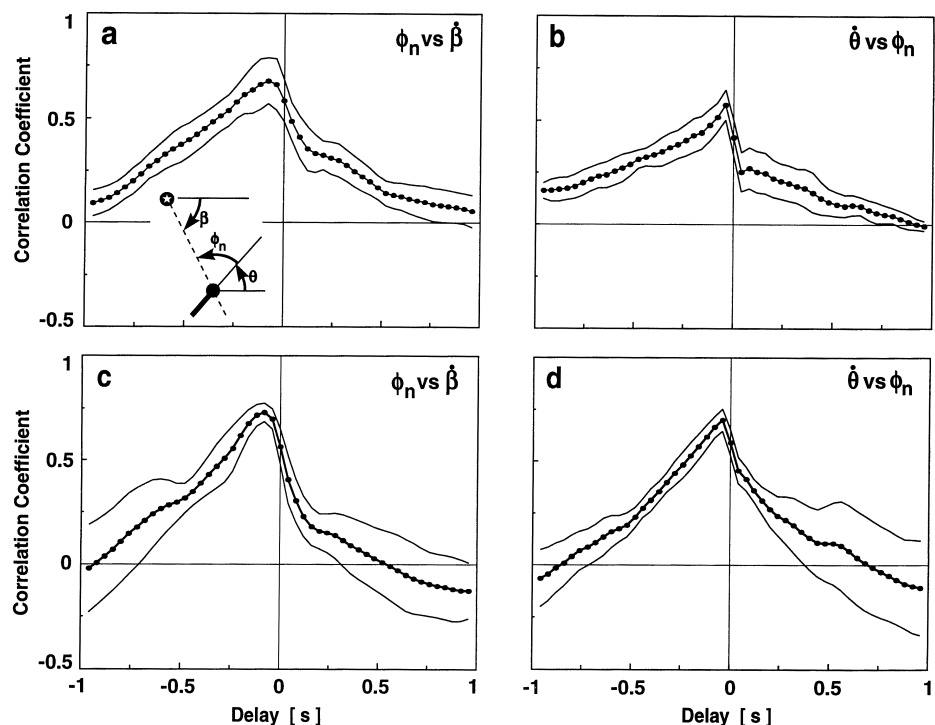 a
ϕn vs β̇
b
θ̇ vs ϕn
1
0.5
0
-0.5
Correlation Coefficient
β
ϕn
θ
c
ϕn vs β̇
d
θ̇ vs ϕn
1
0.5
0
-0.5
Correlation Coefficient
-1 -0.5 0 0.5 1
-1 -0.5 0 0.5 1
Delay [ s ]
Delay [ s ]